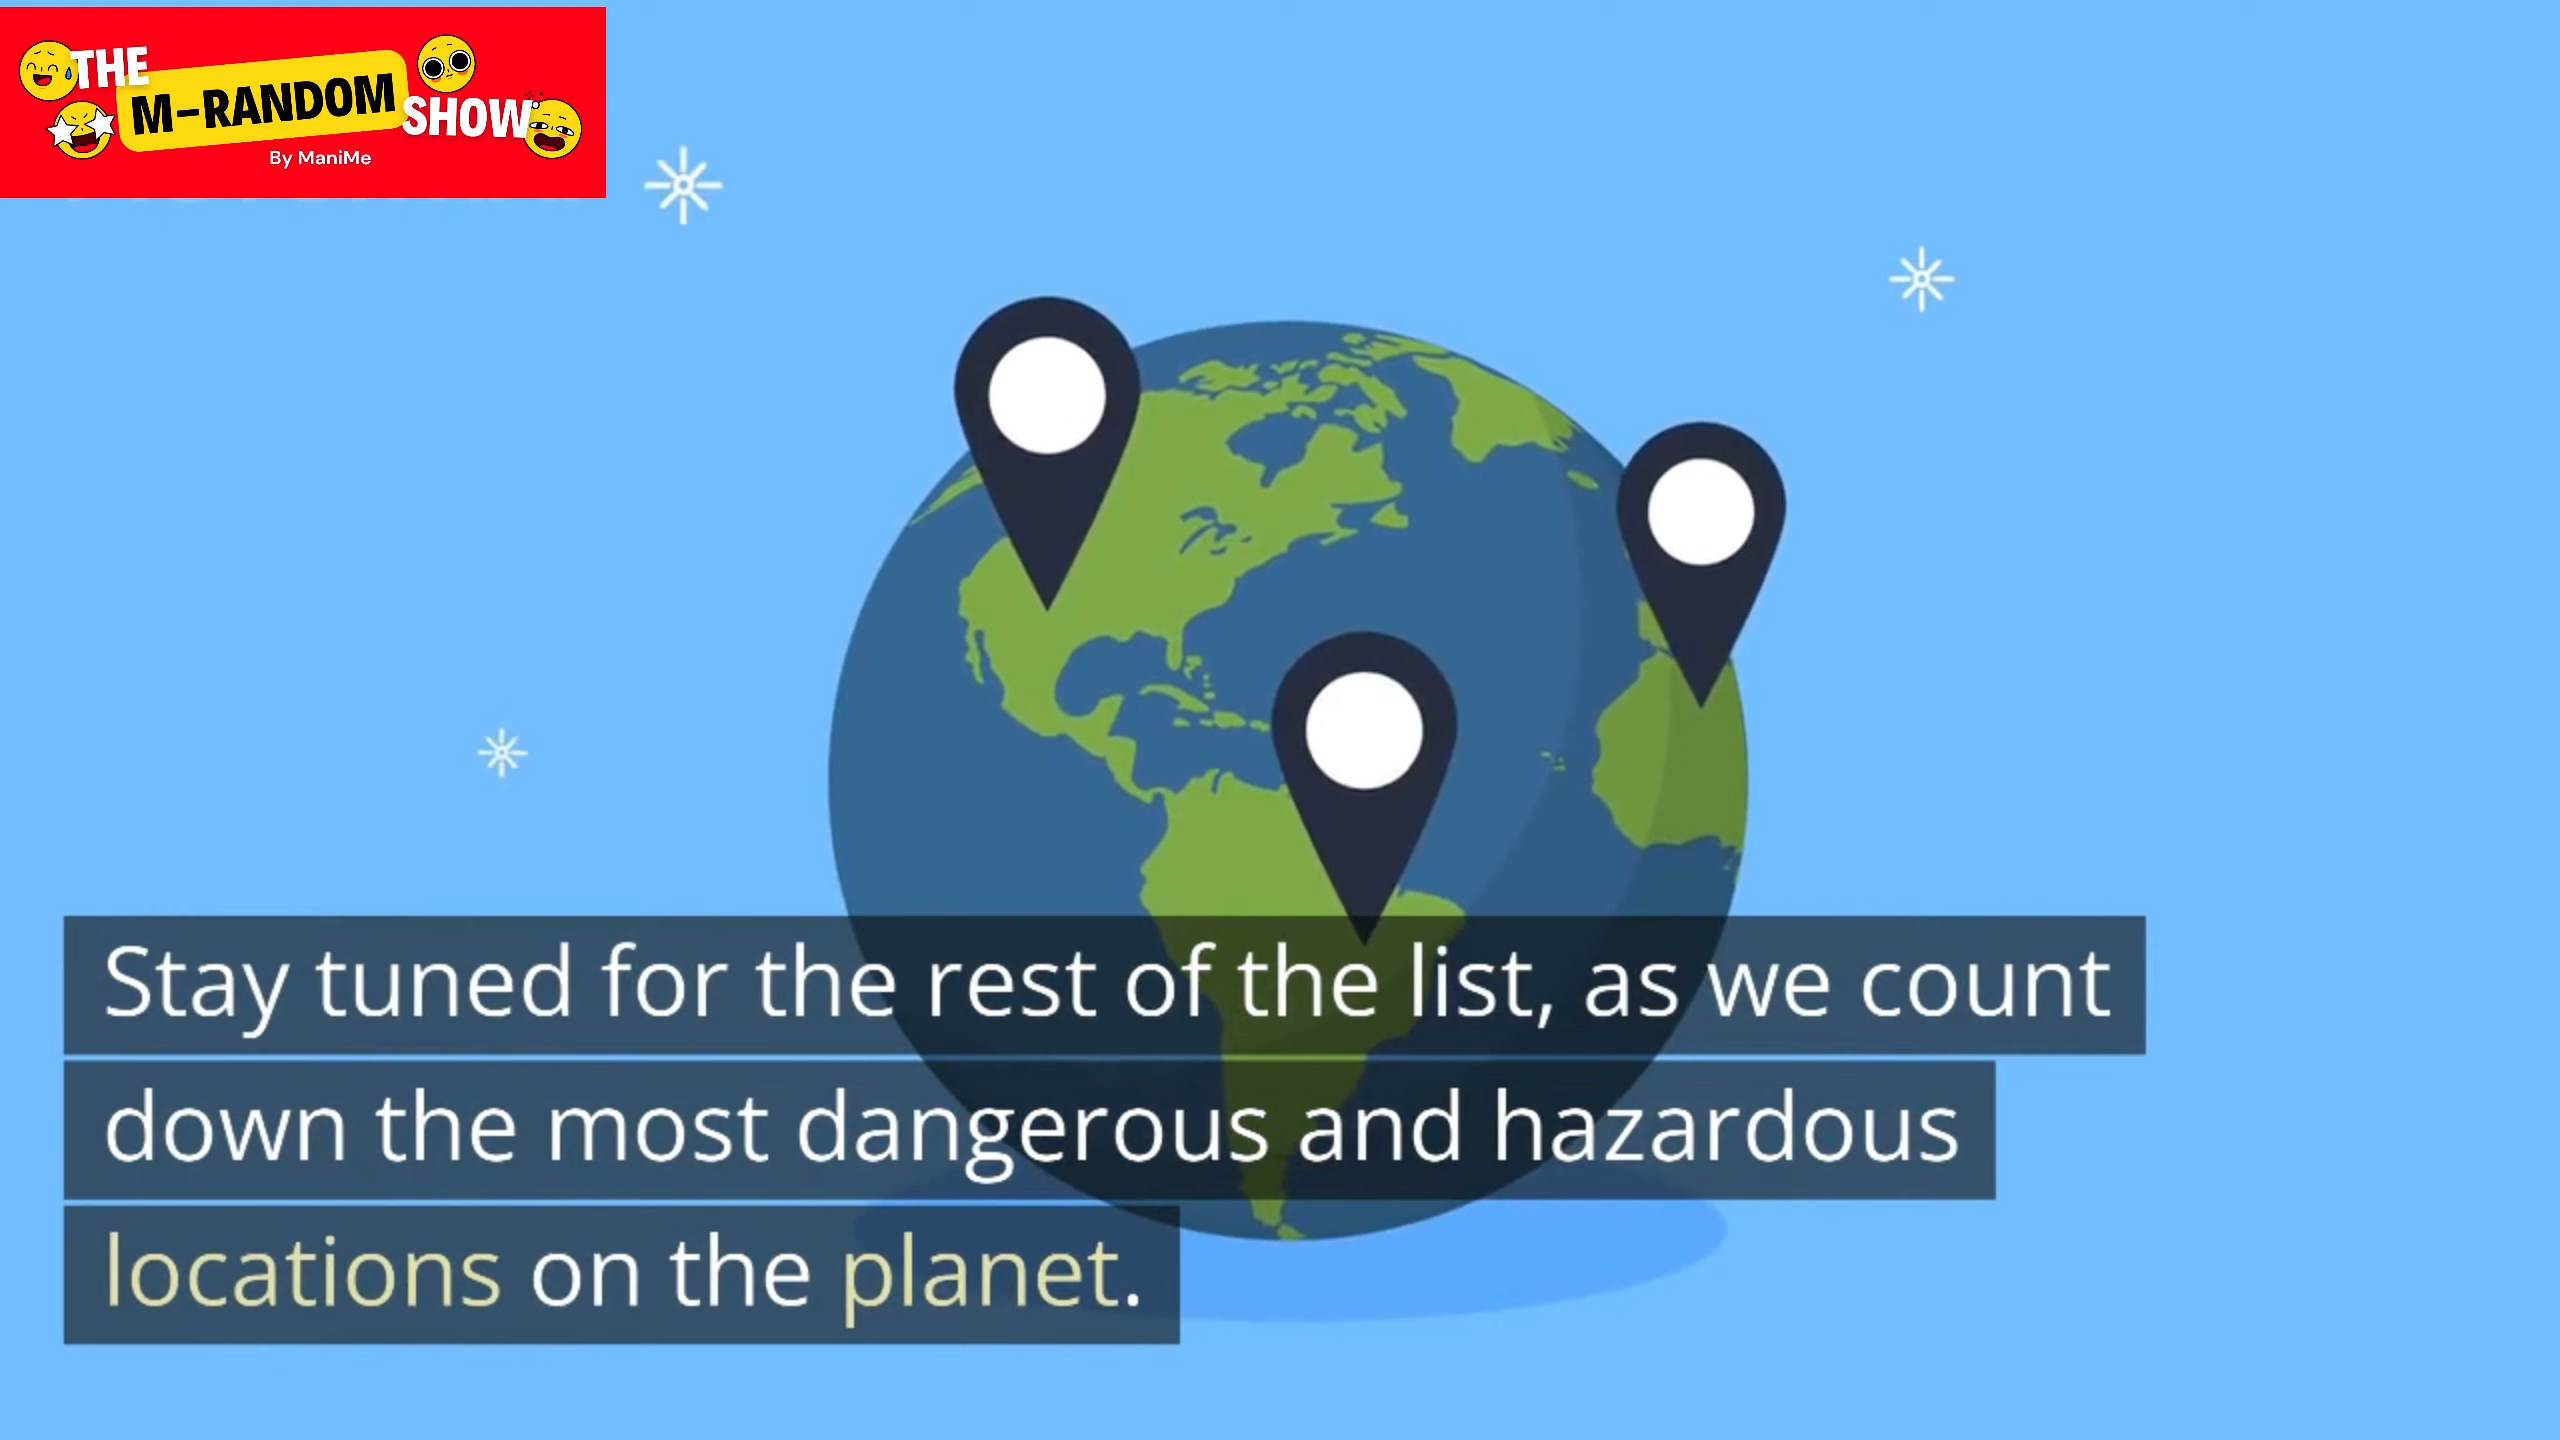 THE
M-RANDOM
SHOW
By ManiMe
Stay tuned for the rest of the list, as we count
down the most dangerous and hazardous
locations on the planet.